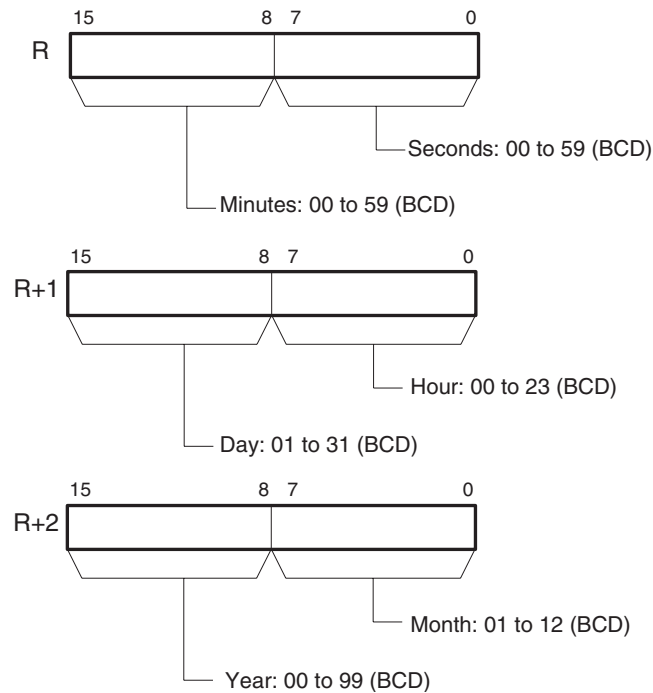 15 8 7 0
R
Seconds: 00 to 59 (BCD)
Minutes: 00 to 59 (BCD)
15 8 7 0
R+1
Hour: 00 to 23 (BCD)
Day: 01 to 31 (BCD)
15 8 7 0
R+2
Month: 01 to 12 (BCD)
Year: 00 to 99 (BCD)